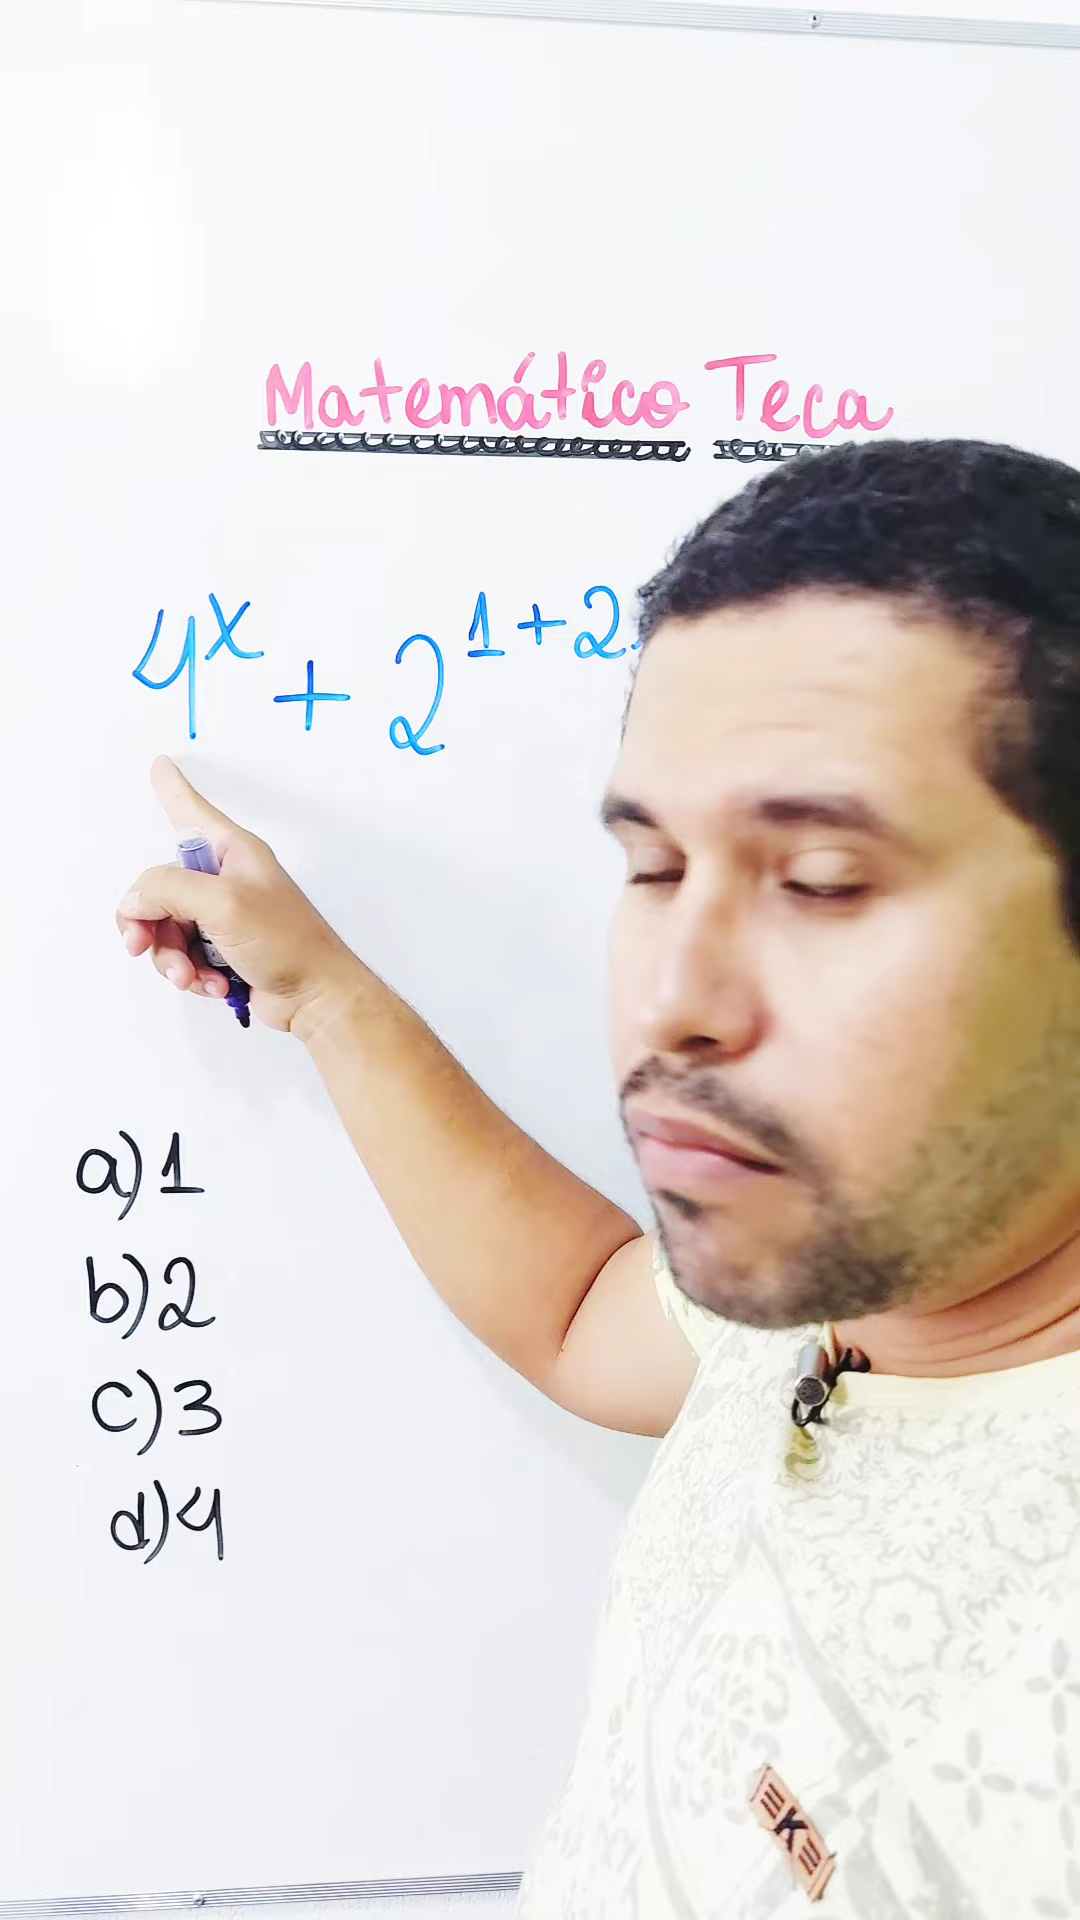 Matemático Teca
4^x + 2^1+2.
a) 1
b) 2
c) 3
d) 4
≡K≡